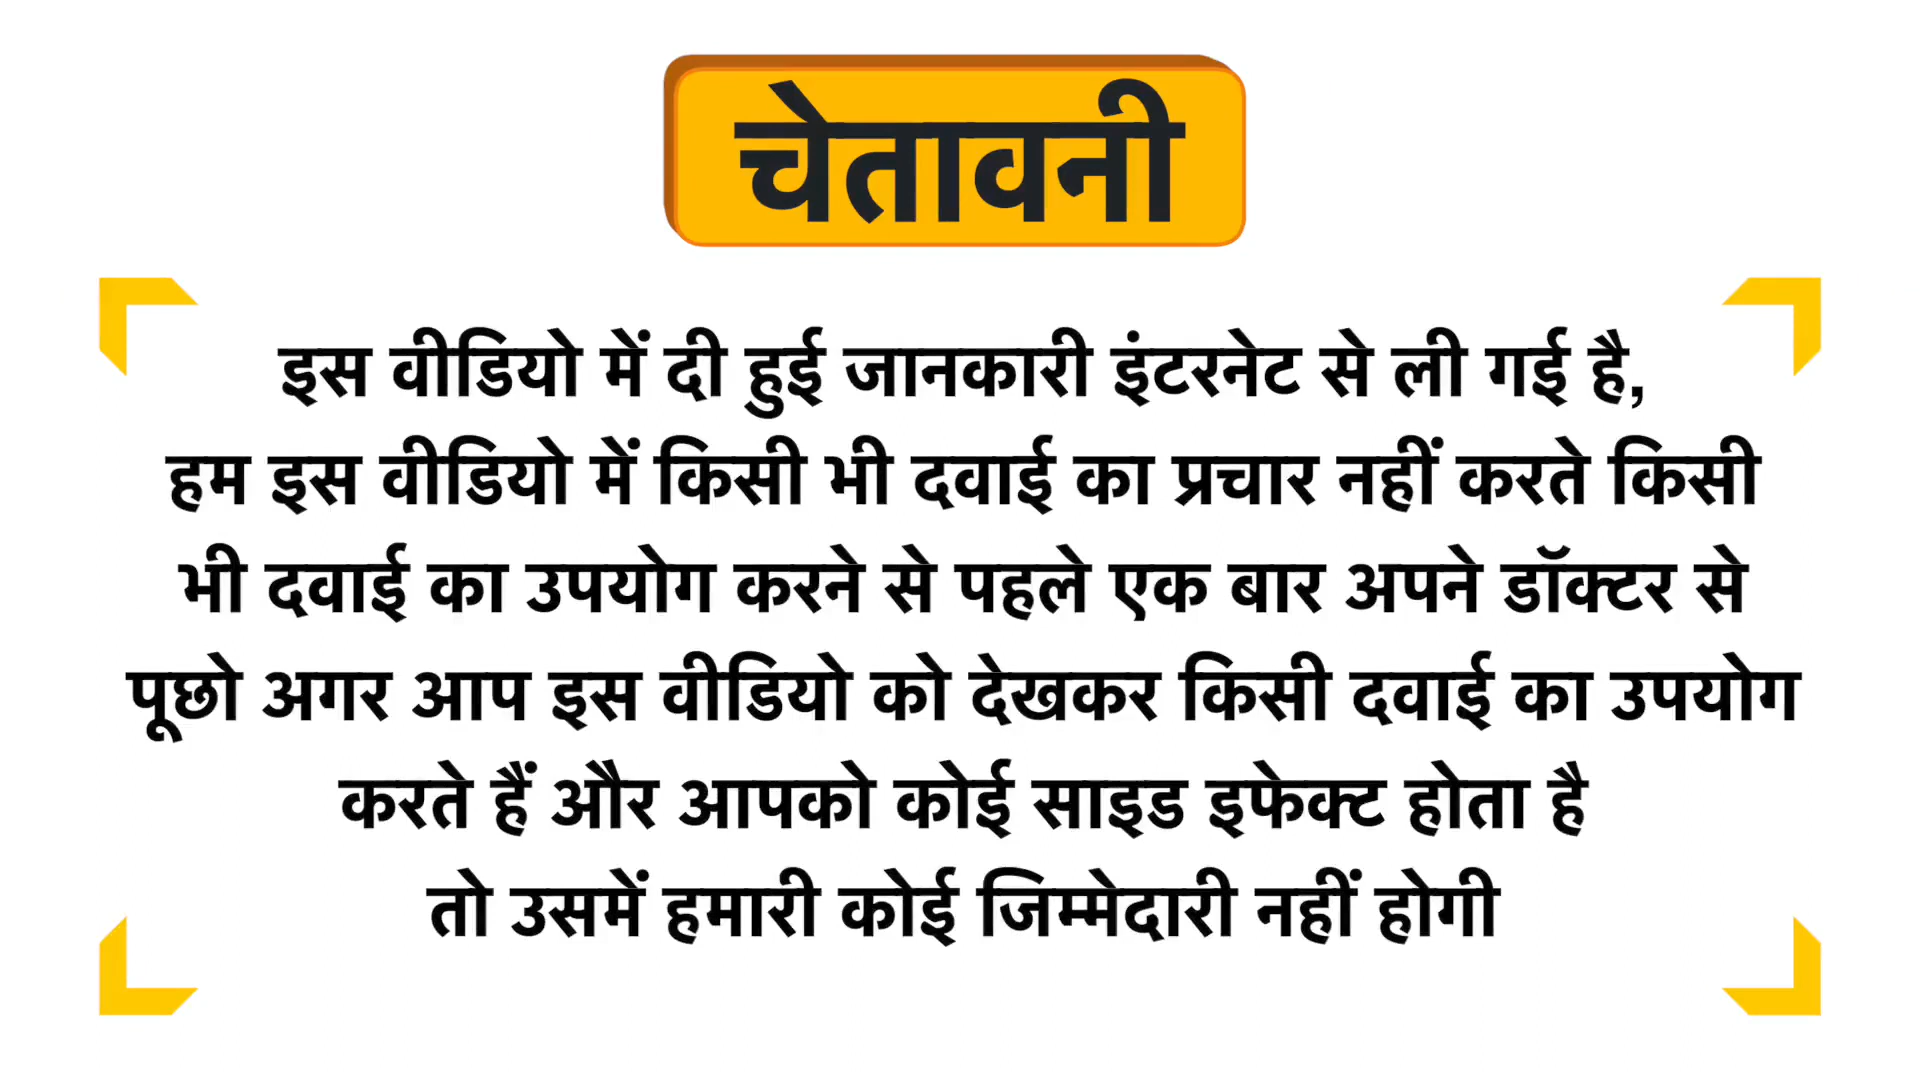 चेतावनी
इस वीडियो में दी हुई जानकारी इंटरनेट से ली गई है,
हम इस वीडियो में किसी भी दवाई का प्रचार नहीं करते किसी
भी दवाई का उपयोग करने से पहले एक बार अपने डॉक्टर से
पूछो अगर आप इस वीडियो को देखकर किसी दवाई का उपयोग
करते हैं और आपको कोई साइड इफेक्ट होता है
तो उसमें हमारी कोई जिम्मेदारी नहीं होगी